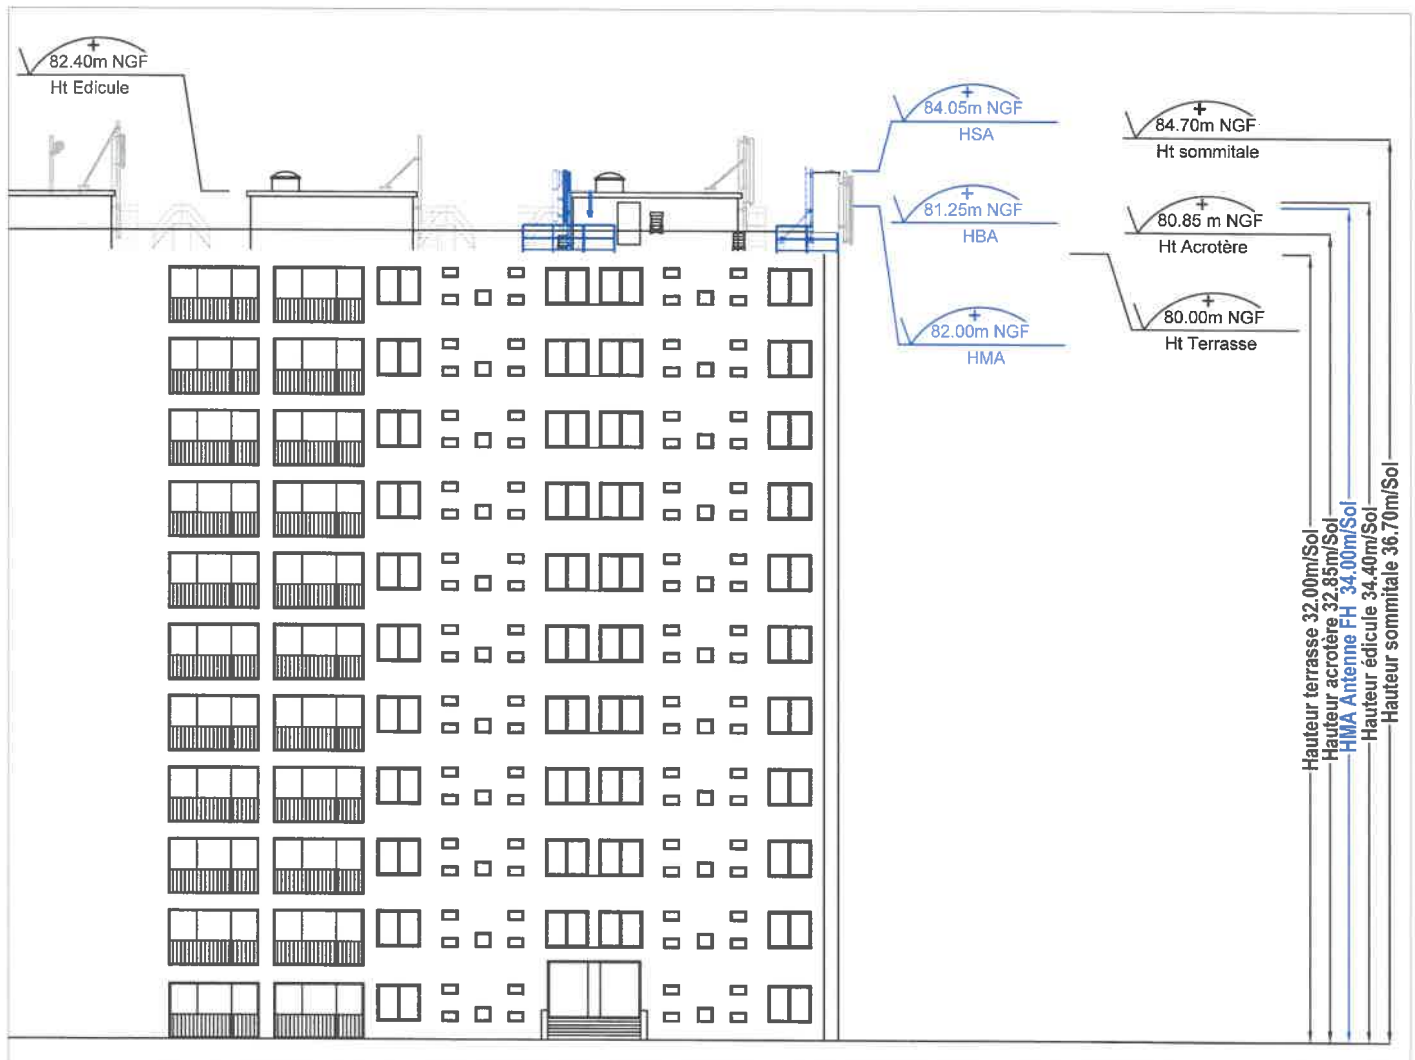 82.40m NGF
Ht Edicule
84.05m NGF
HSA
84.70m NGF
Ht sommitale
81.25m NGF
HBA
80.85 m NGF
Ht Acrotère
82.00m NGF
HMA
80.00m NGF
Ht Terrasse
Hauteur terrasse 32.00m/Sol
Hauteur acrotère 32.85m/Sol
HMA Antenne FH 34.00m/Sol
Hauteur édicule 34.40m/Sol
Hauteur sommitale 36.70m/Sol